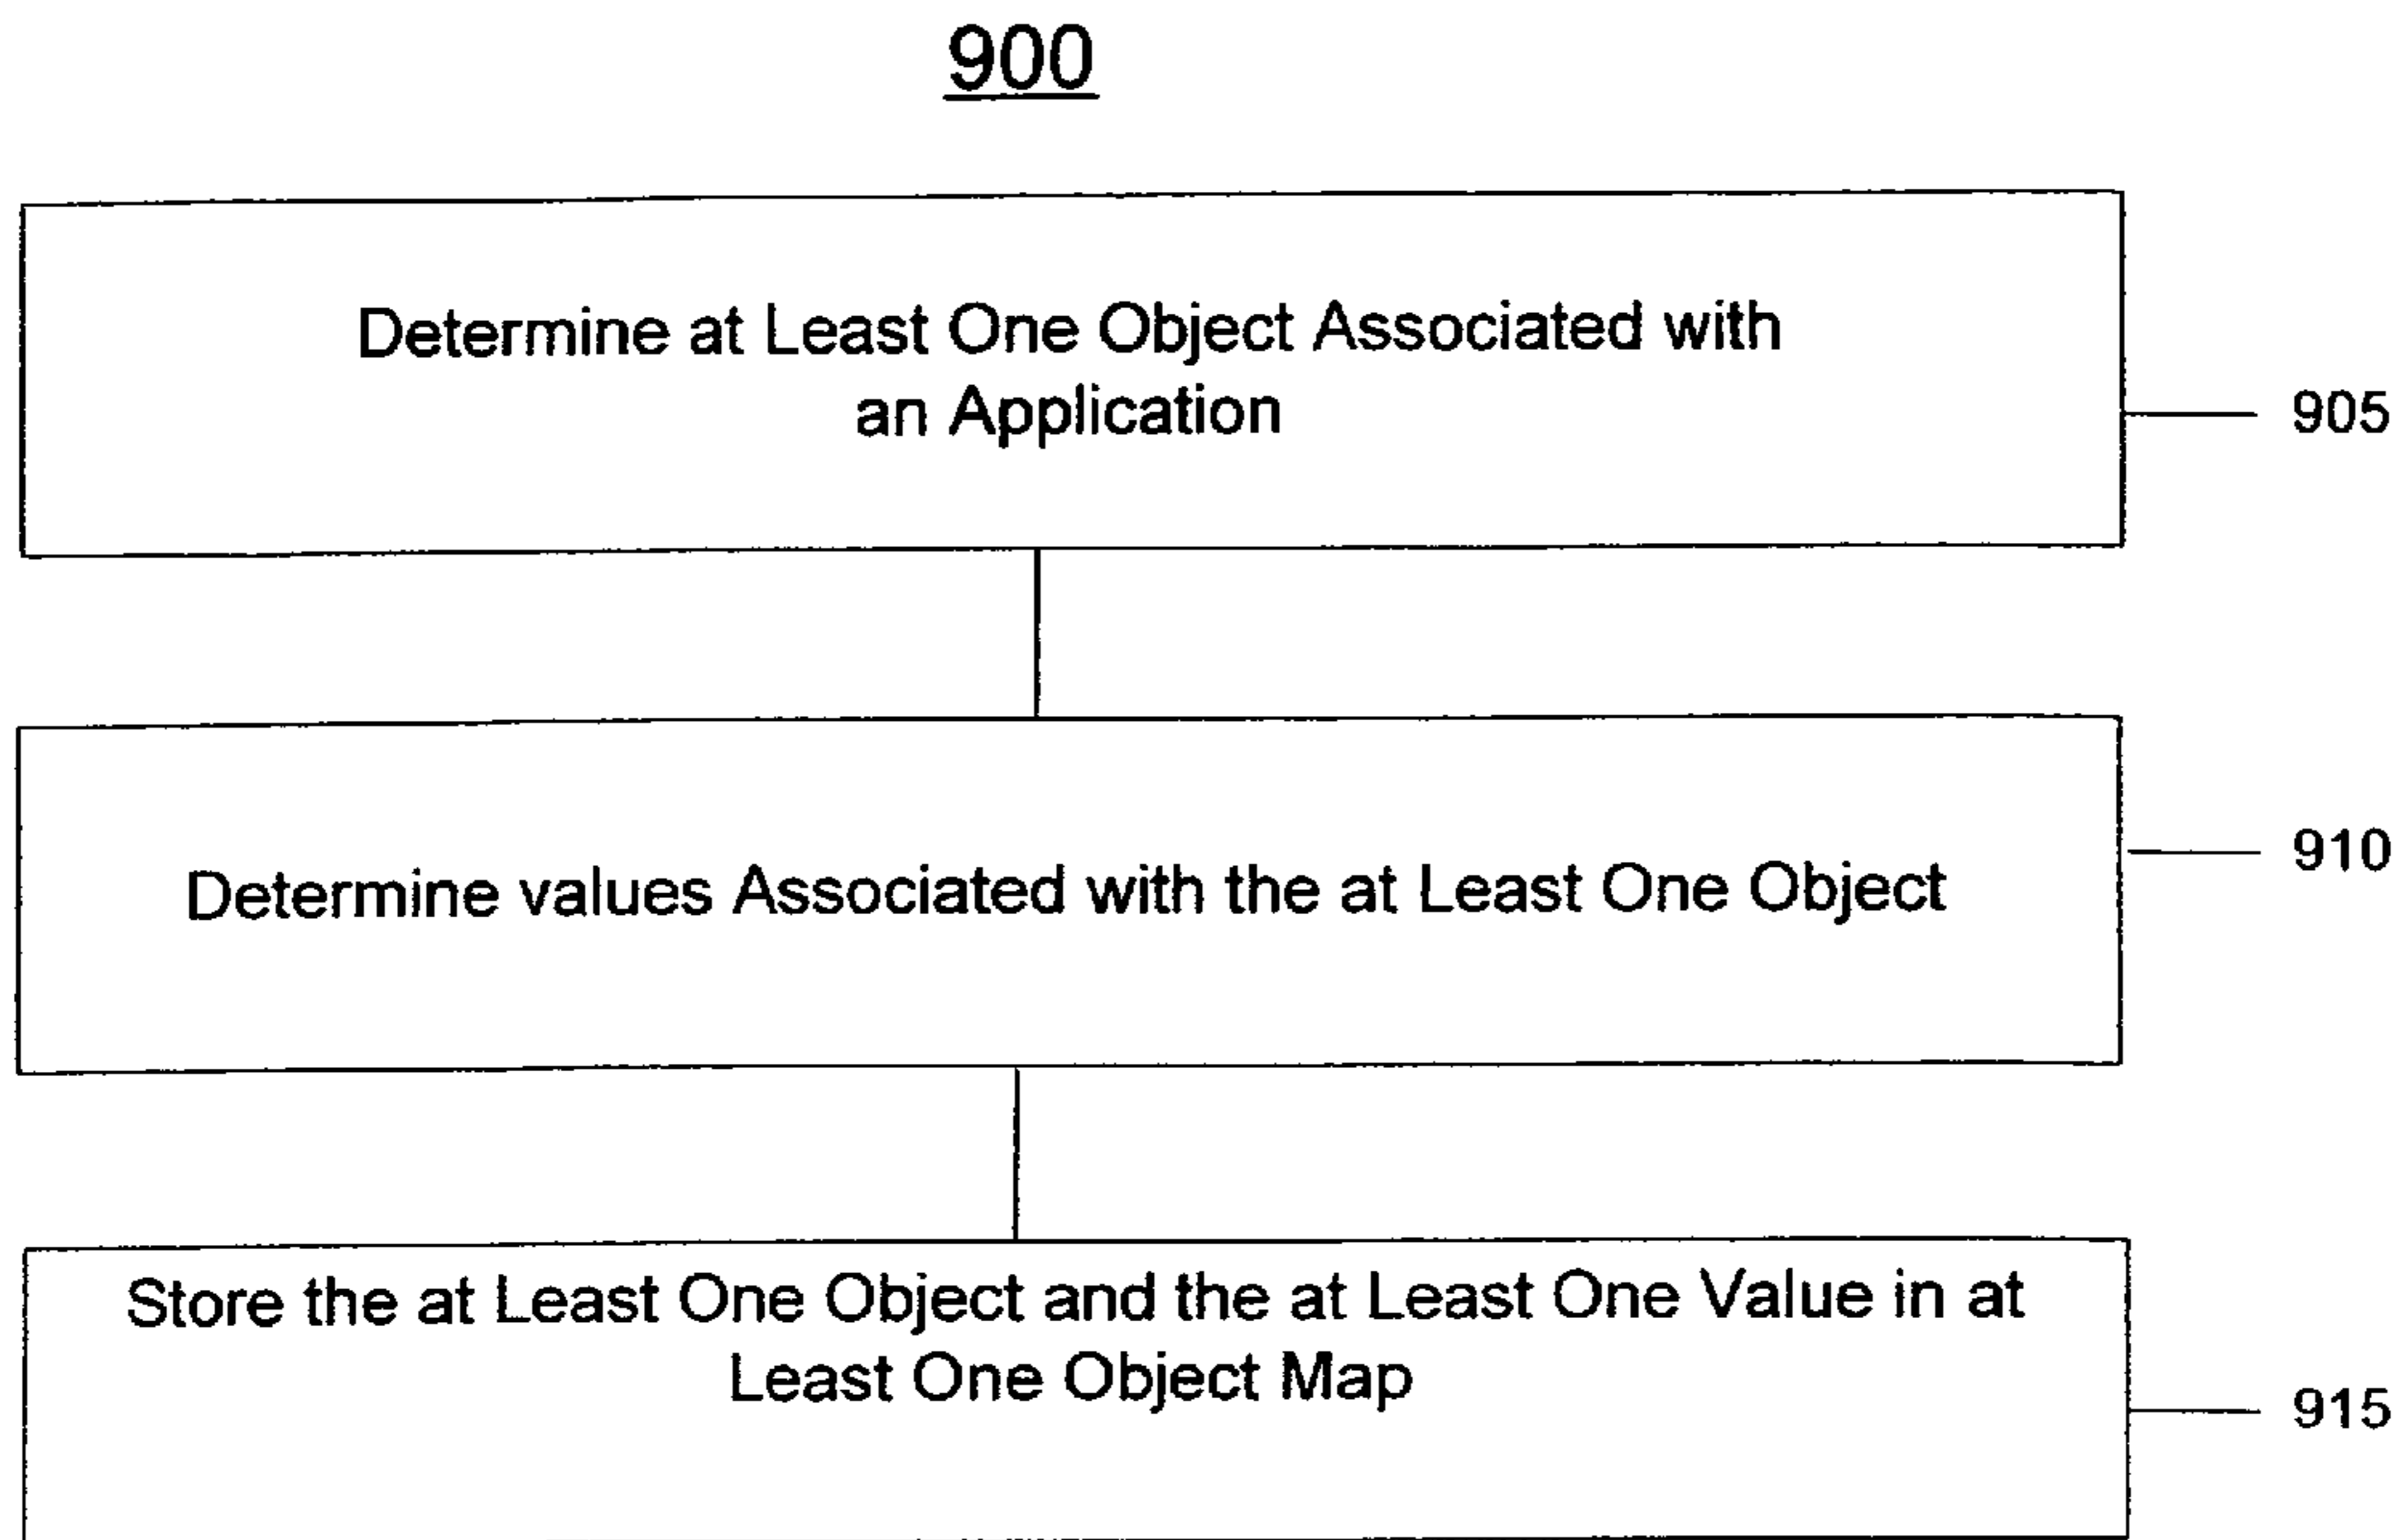 900
Determine at Least One Object Associated with
an Application
905
Determine values Associated with the at Least One Object
910
Store the at Least One Object and the at Least One Value in at
Least One Object Map
915